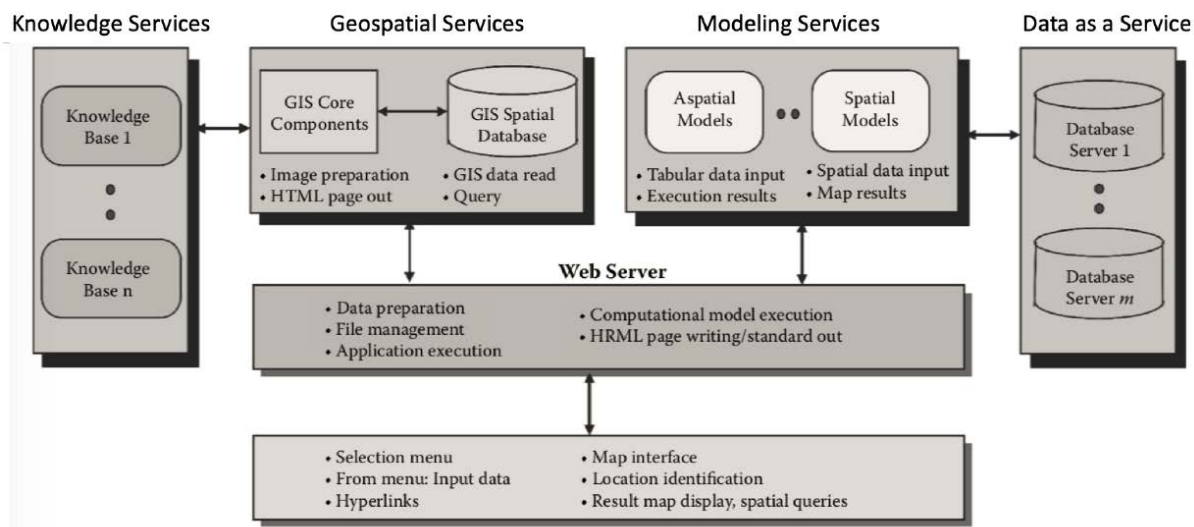 Knowledge Services
Geospatial Services
Modeling Services
Data as a Service
Knowledge
Base 1
Knowledge
Base n
GIS Core
Components
GIS Spatial
Database
• Image preparation
• HTML page out
• GIS data read
• Query
Aspatial
Models
Spatial
Models
• Tabular data input
• Execution results
• Spatial data input
• Map results
Database
Server 1
Database
Server m
Web Server
• Data preparation
• File management
• Application execution
• Computational model execution
• HRML page writing/standard out
• Selection menu
• From menu: Input data
• Hyperlinks
• Map interface
• Location identification
• Result map display, spatial queries